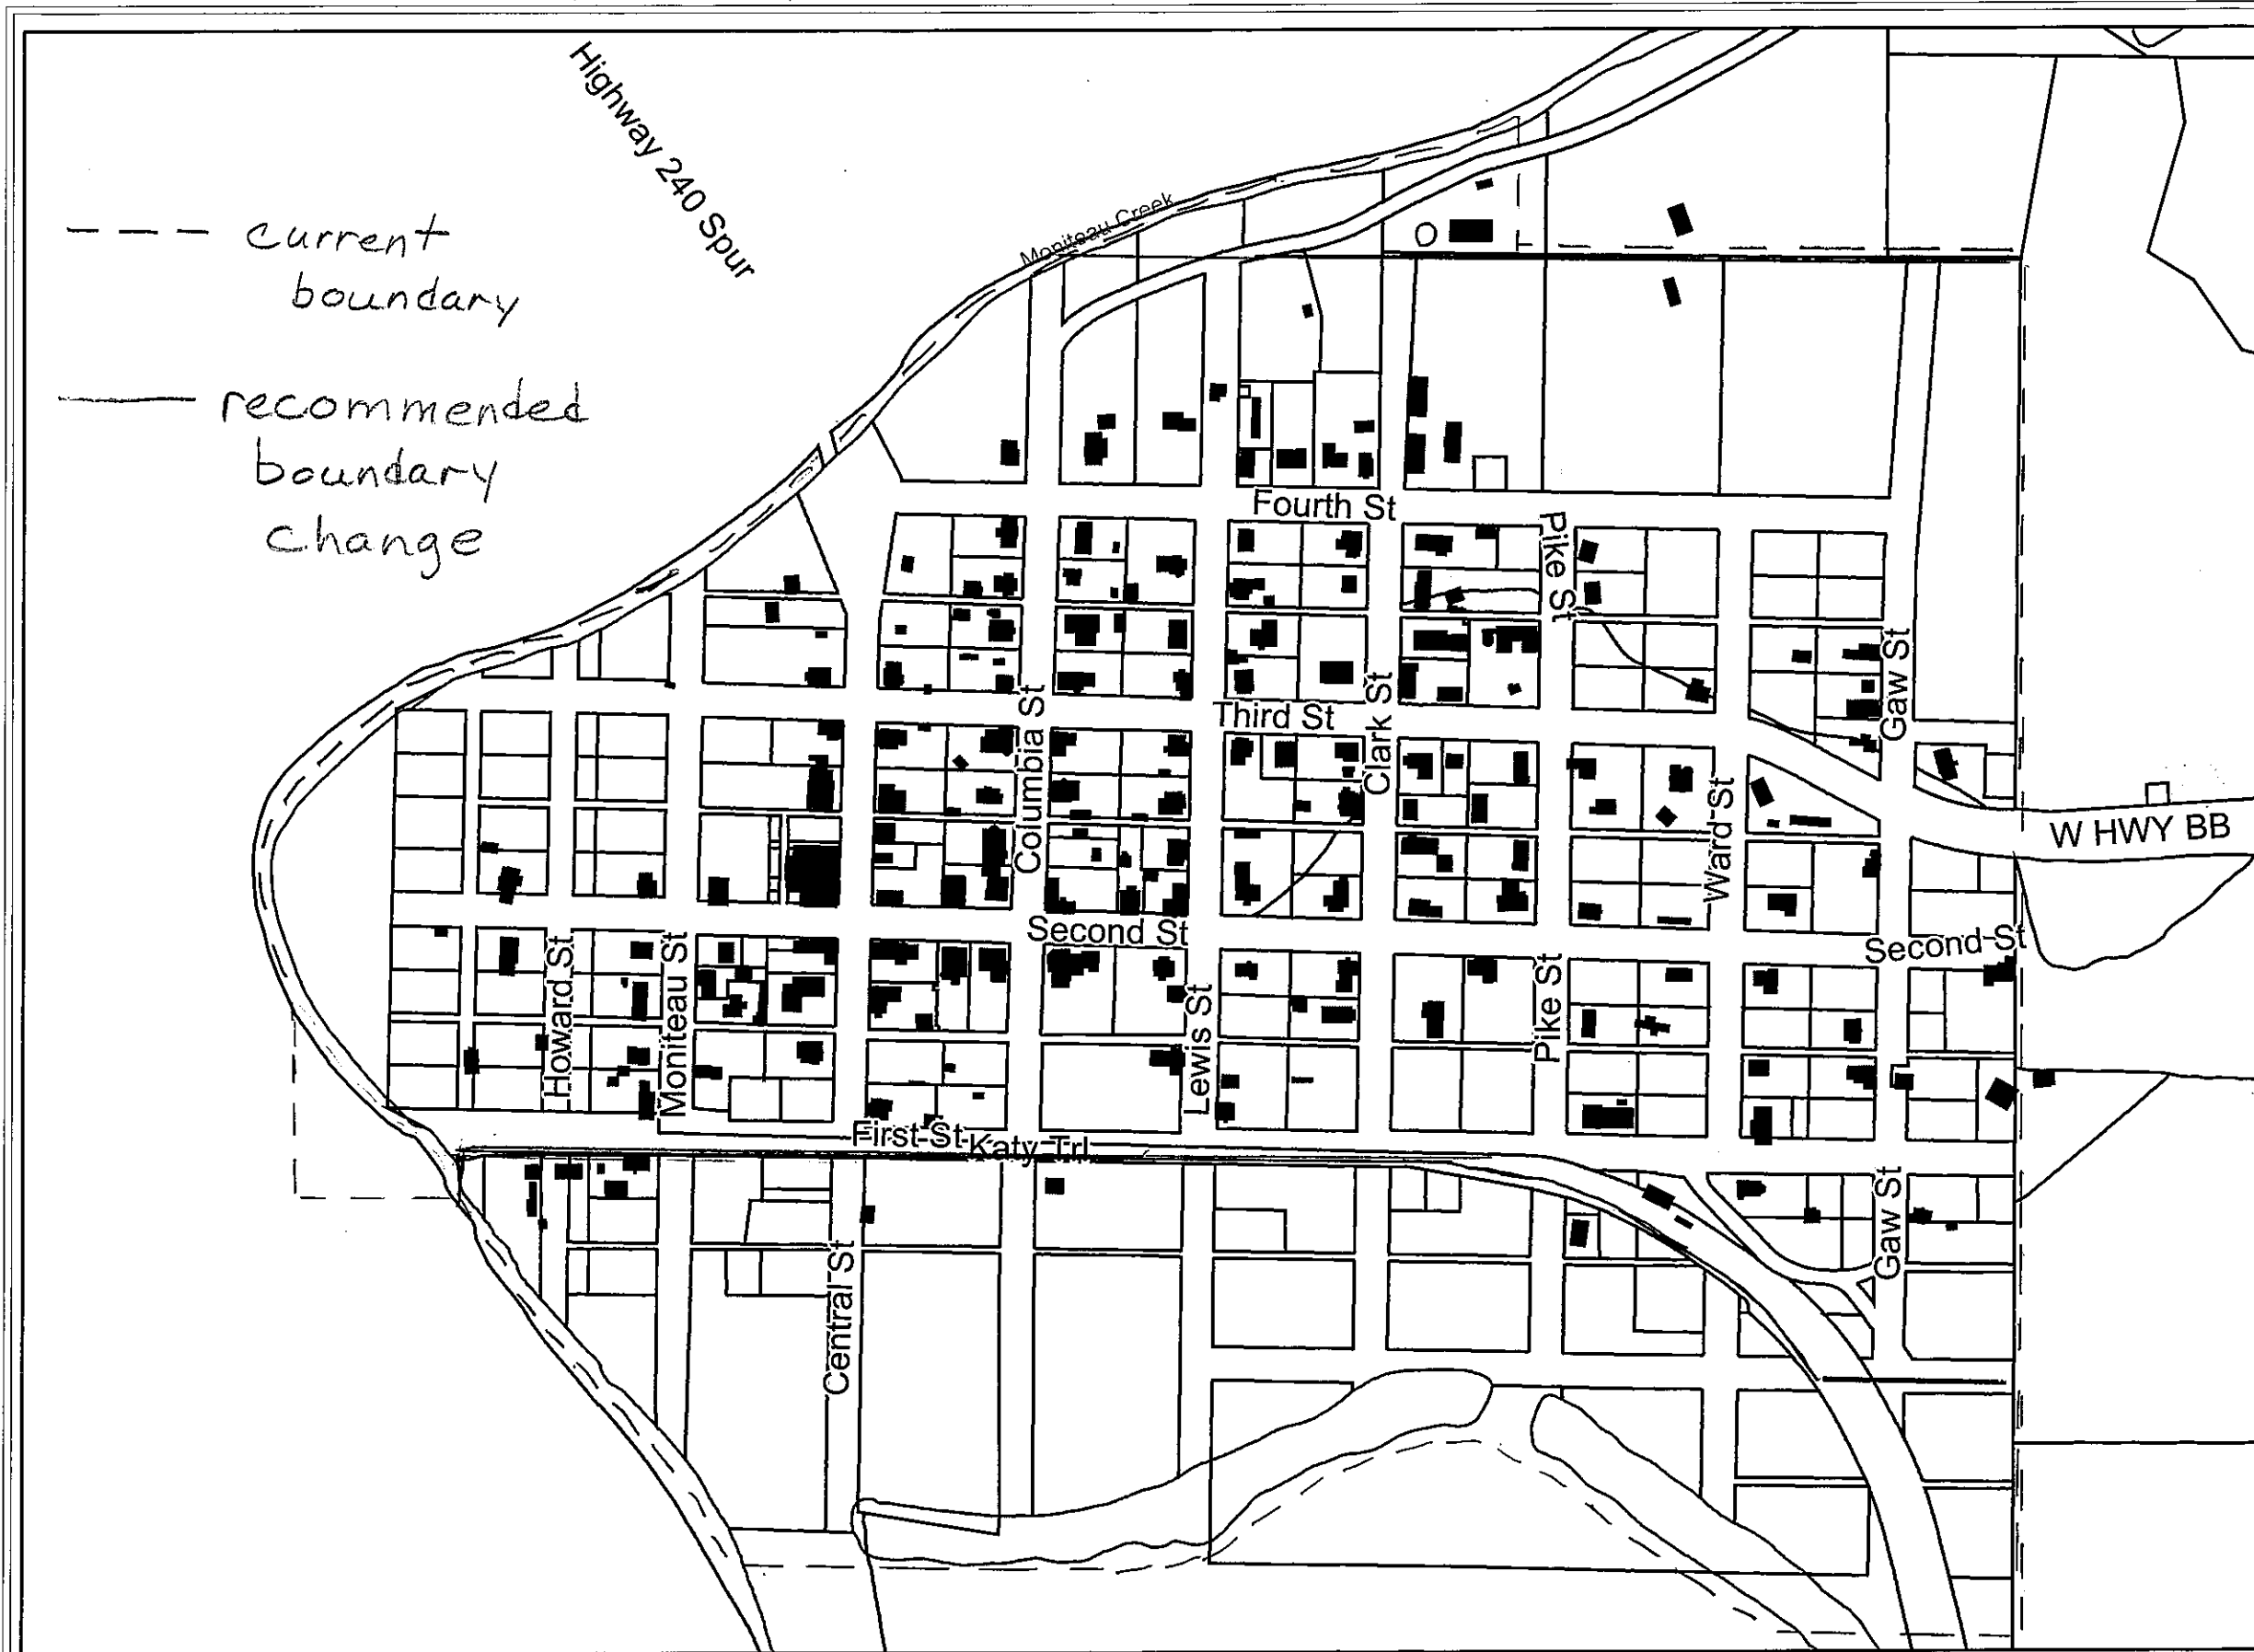 Highway 240 Spur
Moniteau Creek
current
boundary
recommended
boundary
change
Fourth St
Pike St
Gaw St
Columbia St
Third St
Clark St
Ward St
W HWY BB
Second St
Second St
Howard St
Moniteau St
Lewis St
Pike St
First St
Katy Trl
Central St
Gaw St